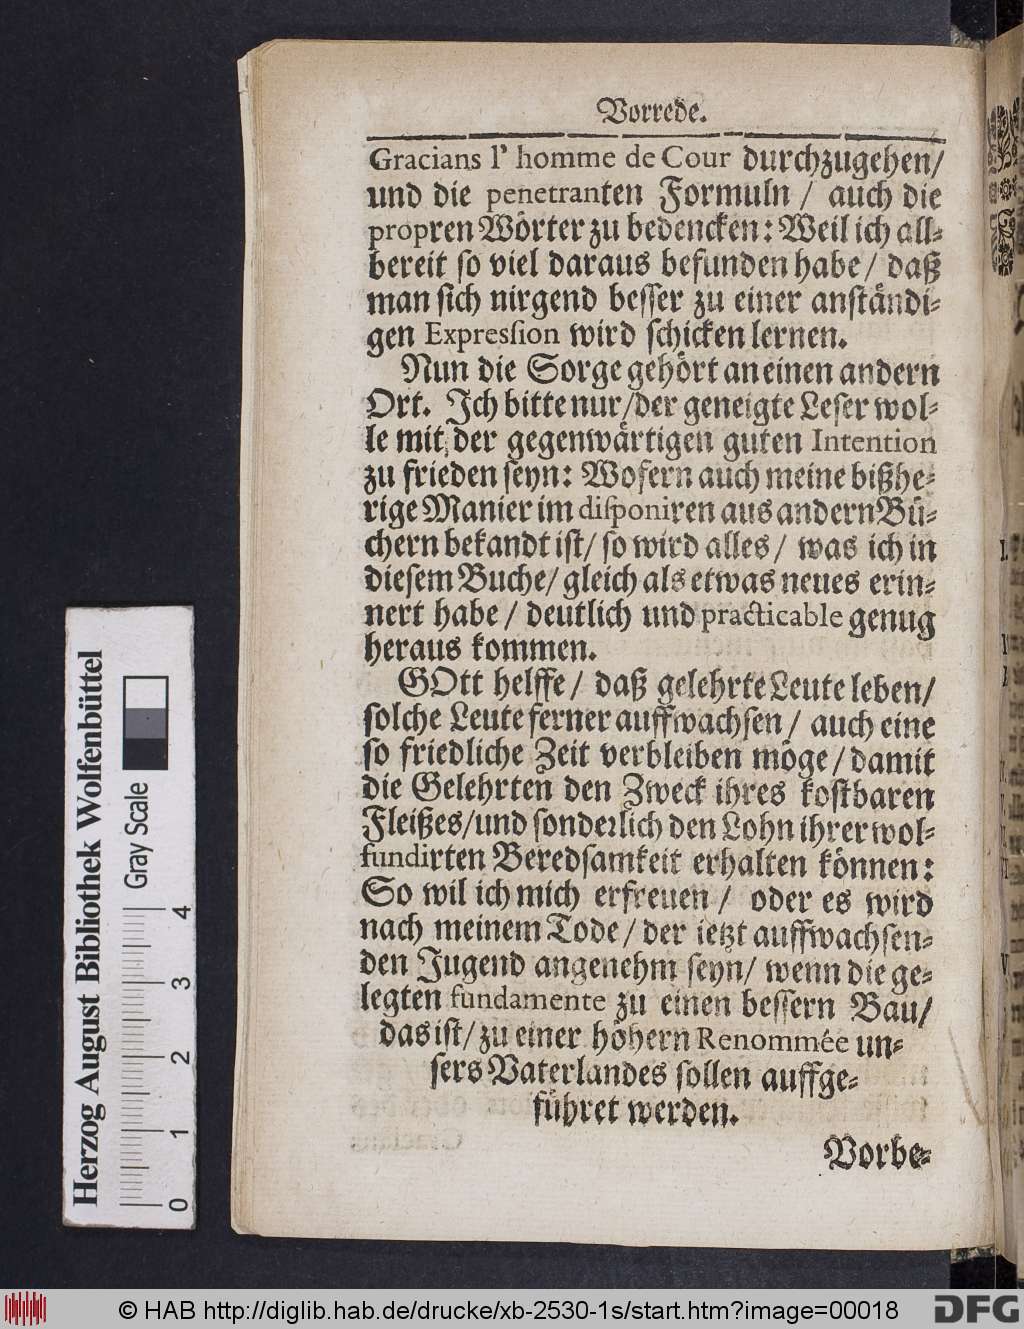 Vorrede.
Gracians l' homme de Cour durchzugehen/
und die penetranten Formuln / auch die
propren Wörter zu bedencken: Weil ich all-
bereit so viel daraus befunden habe / daß
man sich nirgend besser zu einer anständi-
gen Expression wird schicken lernen.
Nun die Sorge gehört an einen andern
Ort. Ich bitte nur/der geneigte Leser wol-
le mit der gegenwärtigen guten Intention
zu frieden seyn: Wofern auch meine bißhe-
rige Manier im disponiren aus andern Bü-
chern bekandt ist/ so wird alles / was ich in
diesem Buche/ gleich als etwas neues erin-
nert habe / deutlich und practicable genug
heraus kommen.
GOtt helffe / daß gelehrte Leute leben/
solche Leute ferner auffwachsen / auch eine
so friedliche Zeit verbleiben möge / damit
die Gelehrten den Zweck ihres kostbaren
Fleißes/und sonderlich den Lohn ihrer wol-
fundirten Beredsamkeit erhalten können:
So wil ich mich erfreuen / oder es wird
nach meinem Tode / der ietzt auffwachsen-
den Jugend angenehm seyn/ wenn die ge-
legten fundamente zu einen bessern Bau/
das ist/ zu einer höhern Renommée un-
sers Vaterlandes sollen auffge-
führet werden.
Vorbe-
Herzog August Bibliothek Wolfenbüttel
Gray Scale
0 1 2 3 4
© HAB http://diglib.hab.de/drucke/xb-2530-1s/start.htm?image=00018
DFG